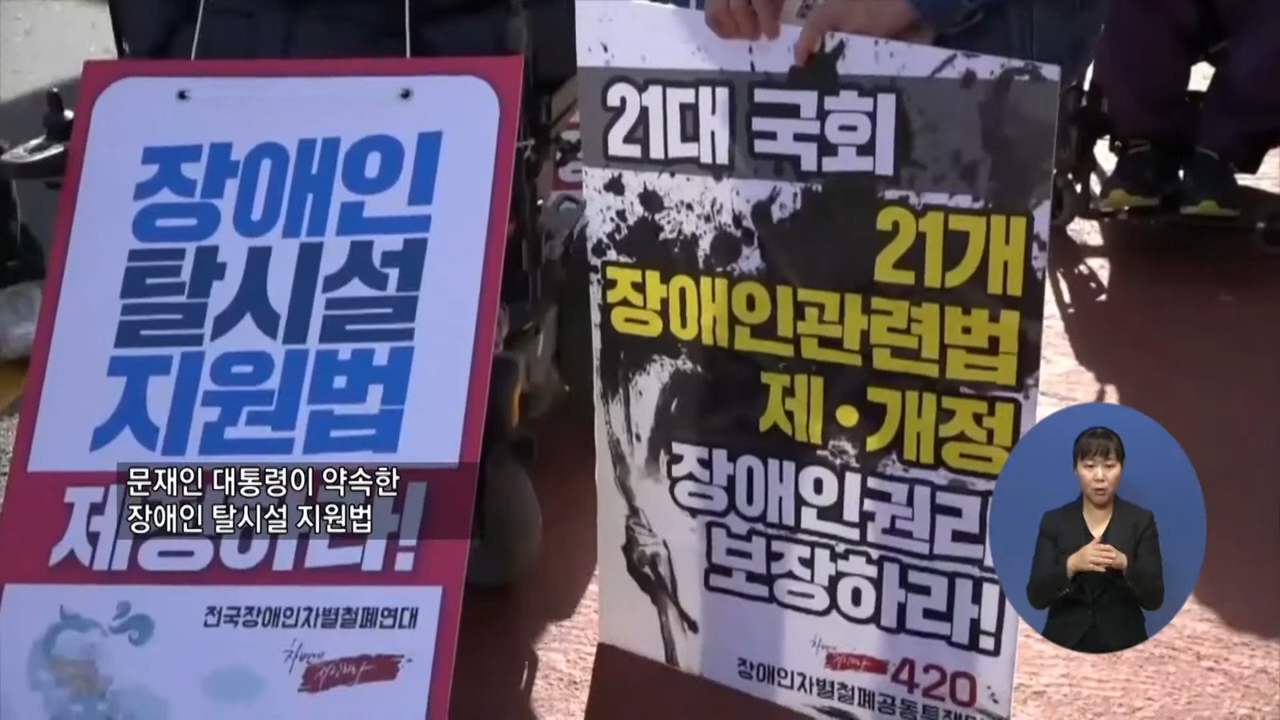 장애인
탈시설
지원법
제정하라!
전국장애인차별철폐연대
21대 국회
21개
장애인관련법
제·개정
장애인권리
보장하라!
420
장애인차별철폐공동투쟁
문재인 대통령이 약속한
장애인 탈시설 지원법